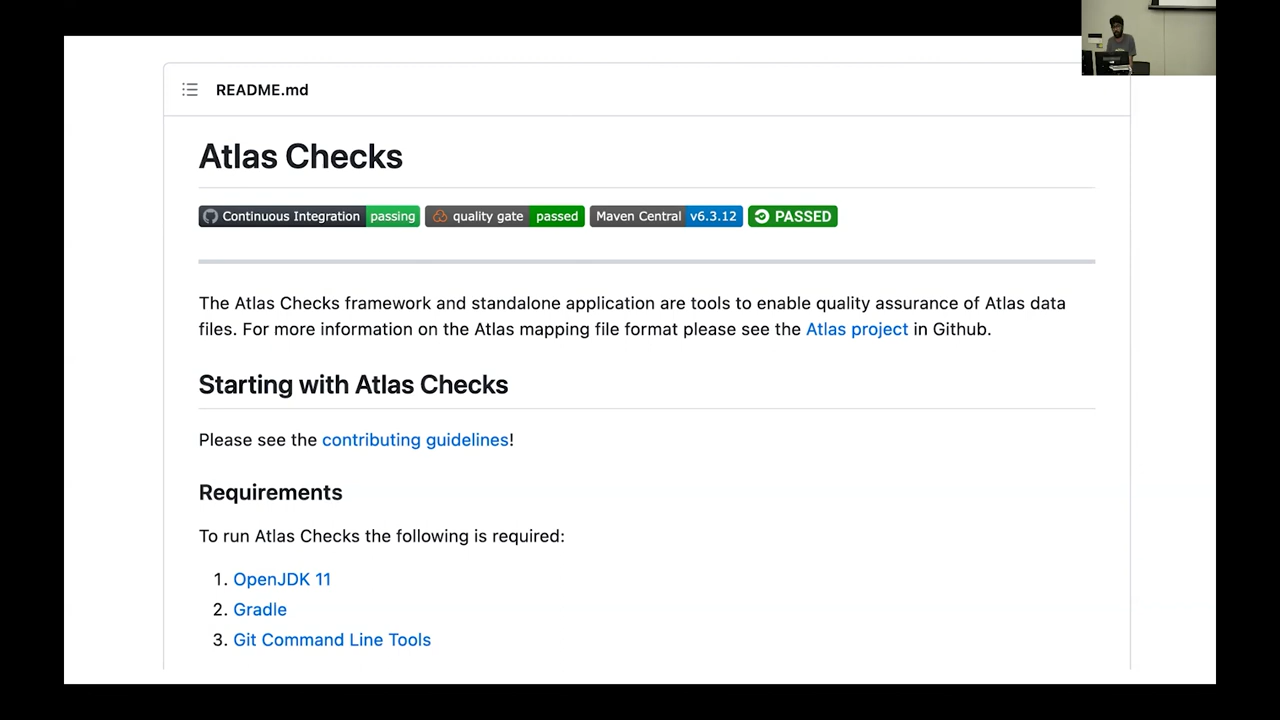 README.md
Atlas Checks
Continuous Integration passing quality gate passed Maven Central v6.3.12 PASSED
The Atlas Checks framework and standalone application are tools to enable quality assurance of Atlas data
files. For more information on the Atlas mapping file format please see the Atlas project in Github.
Starting with Atlas Checks
Please see the contributing guidelines!
Requirements
To run Atlas Checks the following is required:
1. OpenJDK 11
2. Gradle
3. Git Command Line Tools